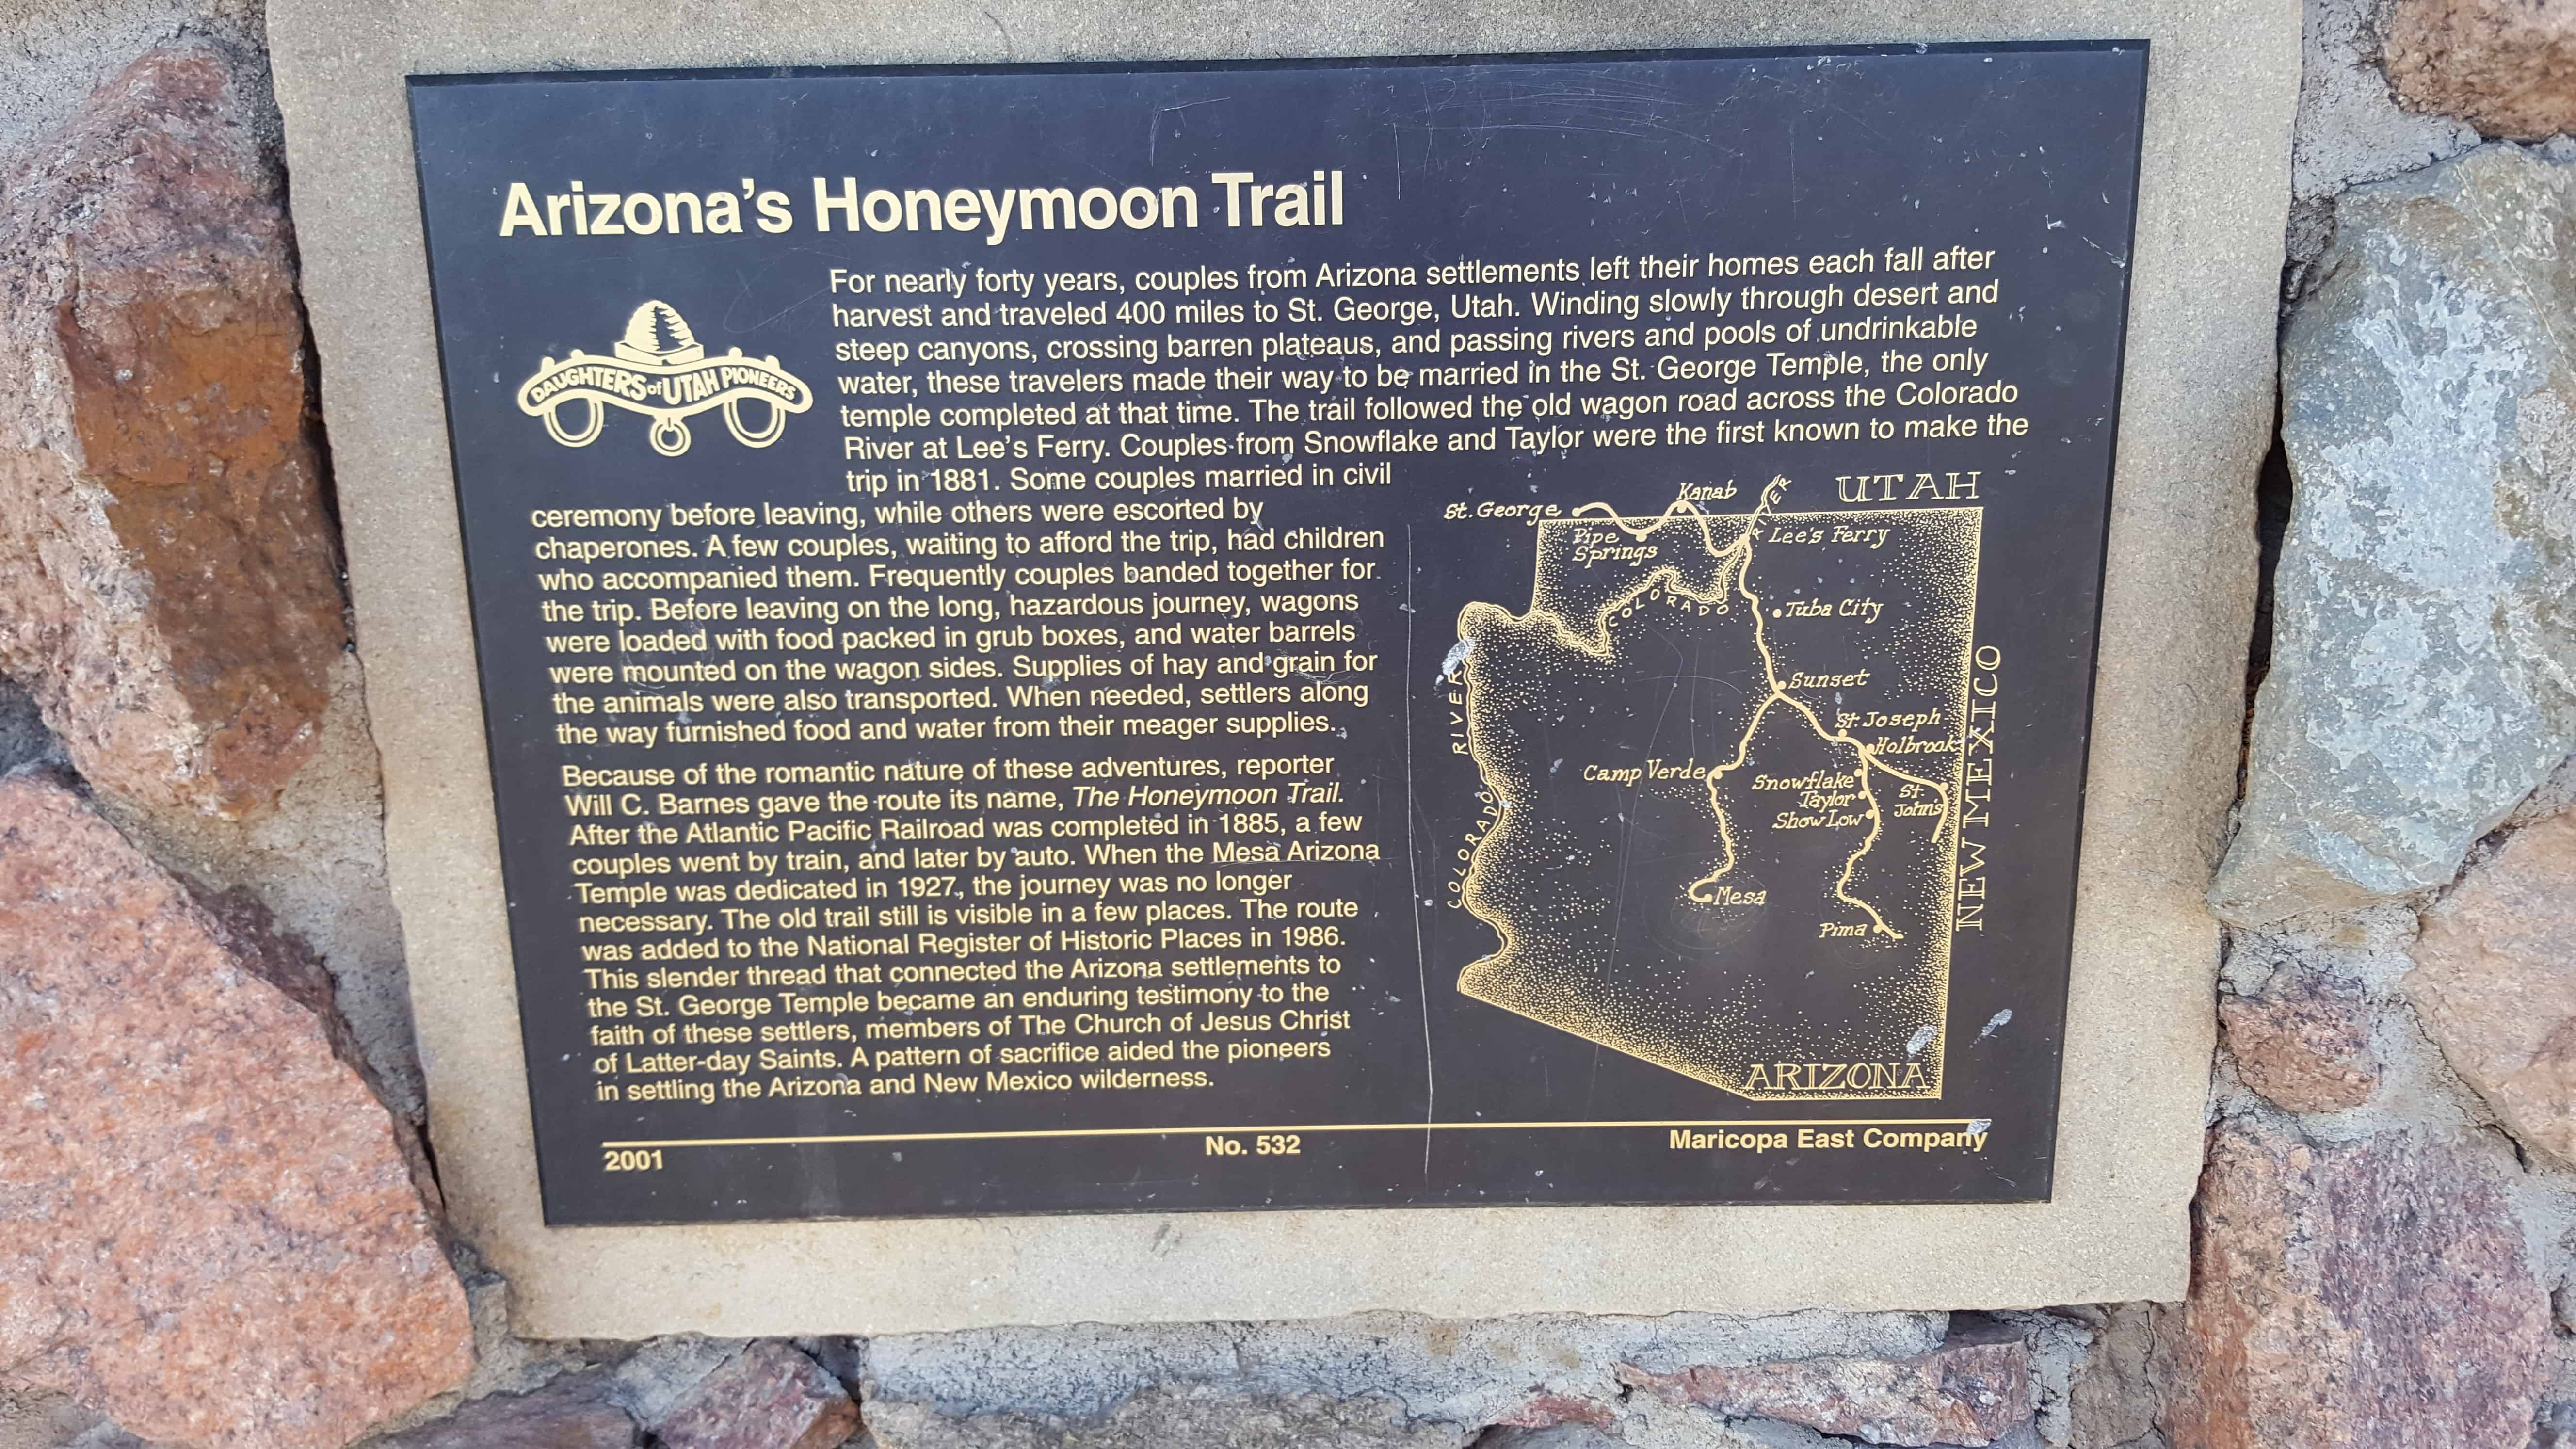 Arizona's Honeymoon Trail
DAUGHTERS of UTAH PIONEERS
For nearly forty years, couples from Arizona settlements left their homes each fall after
harvest and traveled 400 miles to St. George, Utah. Winding slowly through desert and
steep canyons, crossing barren plateaus, and passing rivers and pools of undrinkable
water, these travelers made their way to be married in the St. George Temple, the only
temple completed at that time. The trail followed the old wagon road across the Colorado
River at Lee's Ferry. Couples from Snowflake and Taylor were the first known to make the
trip in 1881. Some couples married in civil
ceremony before leaving, while others were escorted by
chaperones. A few couples, waiting to afford the trip, had children
who accompanied them. Frequently couples banded together for
the trip. Before leaving on the long, hazardous journey, wagons
were loaded with food packed in grub boxes, and water barrels
were mounted on the wagon sides. Supplies of hay and grain for
the animals were also transported. When needed, settlers along
the way furnished food and water from their meager supplies.
Because of the romantic nature of these adventures, reporter
Will C. Barnes gave the route its name, The Honeymoon Trail.
After the Atlantic Pacific Railroad was completed in 1885, a few
couples went by train, and later by auto. When the Mesa Arizona
Temple was dedicated in 1927, the journey was no longer
necessary. The old trail still is visible in a few places. The route
was added to the National Register of Historic Places in 1986.
This slender thread that connected the Arizona settlements to
the St. George Temple became an enduring testimony to the
faith of these settlers, members of The Church of Jesus Christ
of Latter-day Saints. A pattern of sacrifice aided the pioneers
in settling the Arizona and New Mexico wilderness.
UTAH
Kanab
St. George
RIVER
Pipe
Springs
Lee's Ferry
COLORADO
Tuba City
Sunset
St. Joseph
Holbrook
Camp Verde
Snowflake
Taylor
Show Low
St.
Johns
Mesa
Pima
COLORADO RIVER
NEW MEXICO
ARIZONA
2001
No. 532
Maricopa East Company